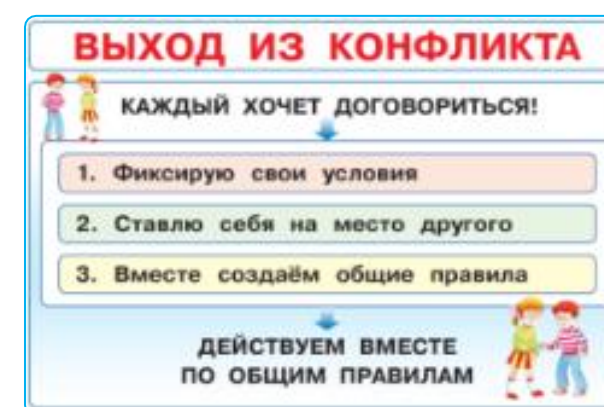 ВЫХОД ИЗ КОНФЛИКТА
КАЖДЫЙ ХОЧЕТ ДОГОВОРИТЬСЯ!
1. Фиксирую свои условия
2. Ставлю себя на место другого
3. Вместе создаём общие правила
ДЕЙСТВУЕМ ВМЕСТЕ
ПО ОБЩИМ ПРАВИЛАМ